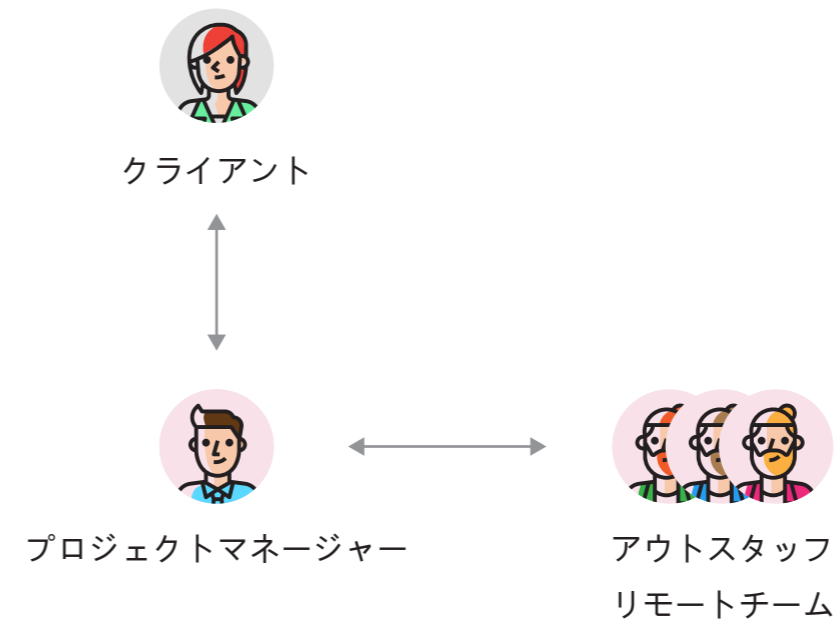 クライアント
プロジェクトマネージャー
アウトスタッフ
リモートチーム